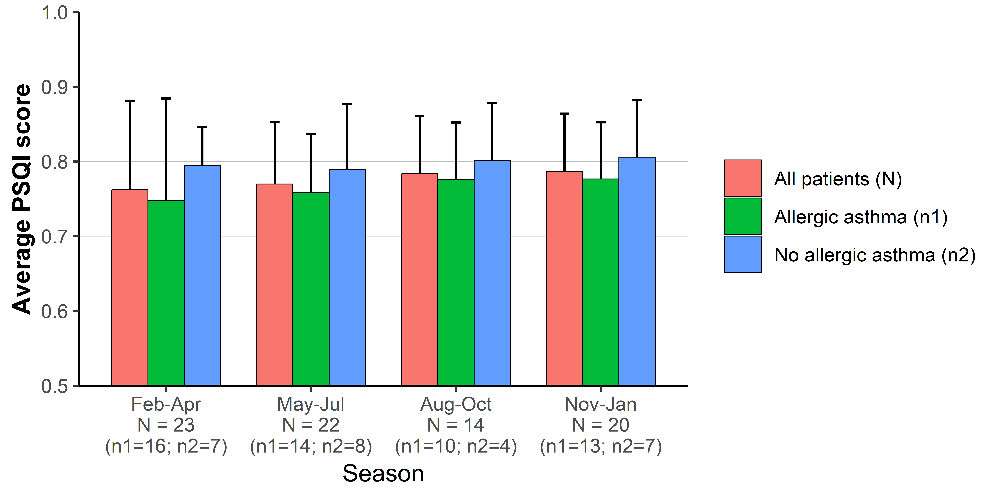 Average PSQI score
1.0
0.9
0.8
0.7
0.6
0.5
Feb-Apr
N = 23
(n1=16; n2=7)
May-Jul
N = 22
(n1=14; n2=8)
Aug-Oct
N = 14
(n1=10; n2=4)
Nov-Jan
N = 20
(n1=13; n2=7)
Season
All patients (N)
Allergic asthma (n1)
No allergic asthma (n2)